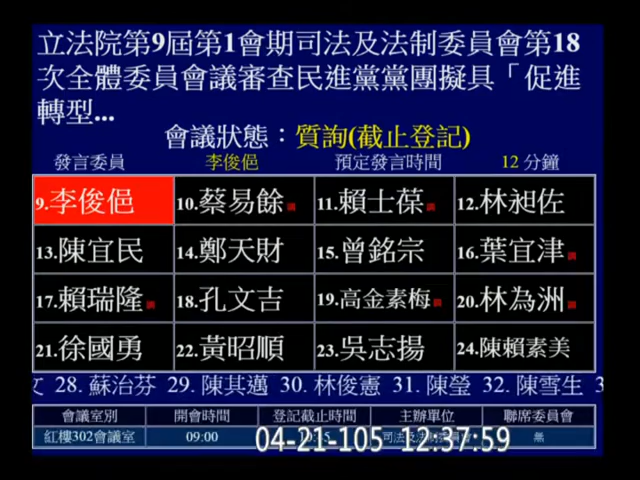 立法院第9屆第1會期司法及法制委員會第18
次全體委員會議審查民進黨黨團擬具「促進
轉型...
會議狀態：質詢(截止登記)
發言委員 李俊俋 預定發言時間 12 分鐘
9.李俊俋 10.蔡易餘 11.賴士葆 12.林昶佐
13.陳宜民 14.鄭天財 15.曾銘宗 16.葉宜津
17.賴瑞隆 18.孔文吉 19.高金素梅 20.林為洲
21.徐國勇 22.黃昭順 23.吳志揚 24.陳賴素美
28. 蘇治芬 29. 陳其邁 30. 林俊憲 31. 陳瑩 32. 陳雪生
會議室別 開會時間 登記截止時間 主辦單位 聯席委員會
紅樓302會議室 09:00 司法及法制委員會 無
04-21-105 12:37:59